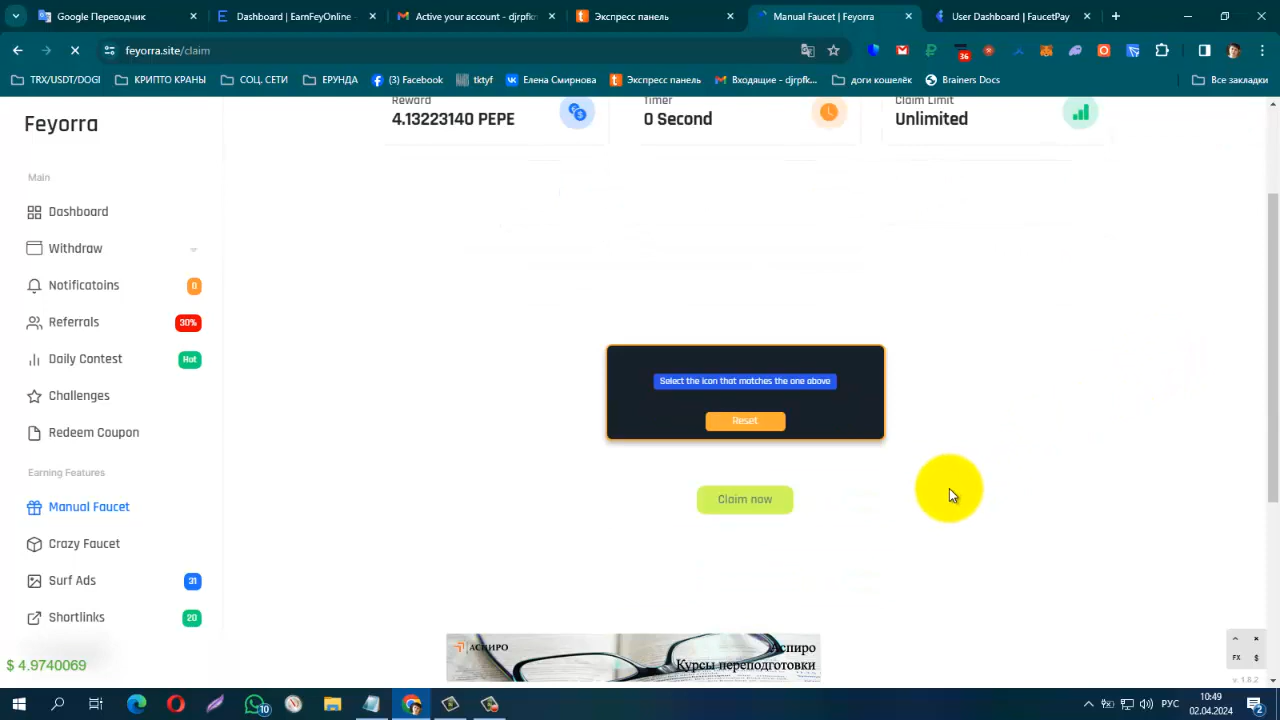 Google Переводчик
Dashboard | EarnFeyOnline -
Active your account - djrpfk
Экспресс панель
Manual Faucet | Feyorra
User Dashboard | FaucetPay
feyorra.site/claim
36
TRX/USDT/DOGI
КРИПТО КРАНЫ
СОЦ. СЕТИ
ЕРУНДА
(3) Facebook
tktyf
Елена Смирнова
Экспресс панель
Входящие - djrpfk...
доги кошелёк
Brainers Docs
Все закладки
Feyorra
Main
Dashboard
Withdraw
Notificatoins
0
Referrals
30%
Daily Contest
Hot
Challenges
Redeem Coupon
Earning Features
Manual Faucet
Crazy Faucet
Surf Ads
31
Shortlinks
20
$ 4.9740069
Reward
4.13223140 PEPE
Timer
0 Second
Claim Limit
Unlimited
Select the icon that matches the one above
Reset
Claim now
АСПИРО
Аспиро
Курсы переподготовки
FX $
v 1.8.2
10
РУС
10:49
02.04.2024
2